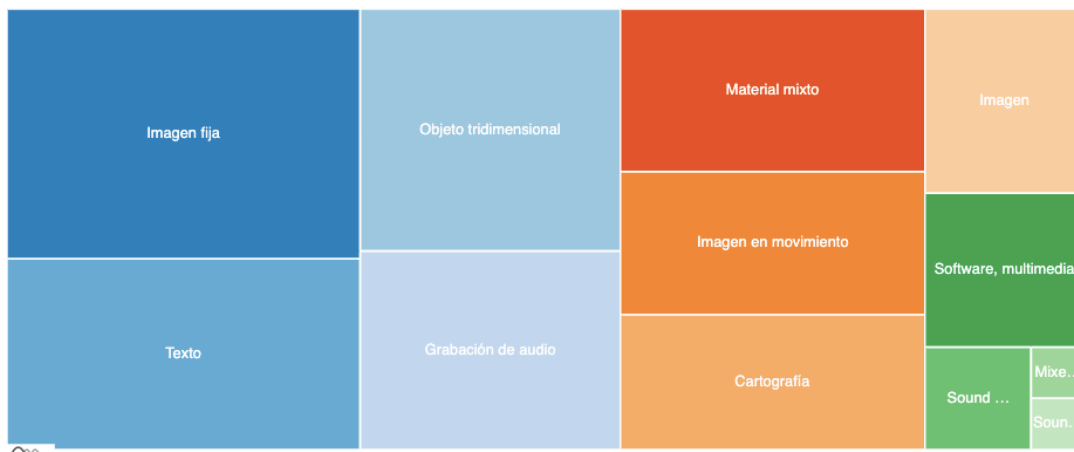 Imagen fija
Objeto tridimensional
Material mixto
Imagen
Imagen en movimiento
Software, multimedia
Texto
Grabación de audio
Cartografía
Sound ...
Mixe...
Soun...